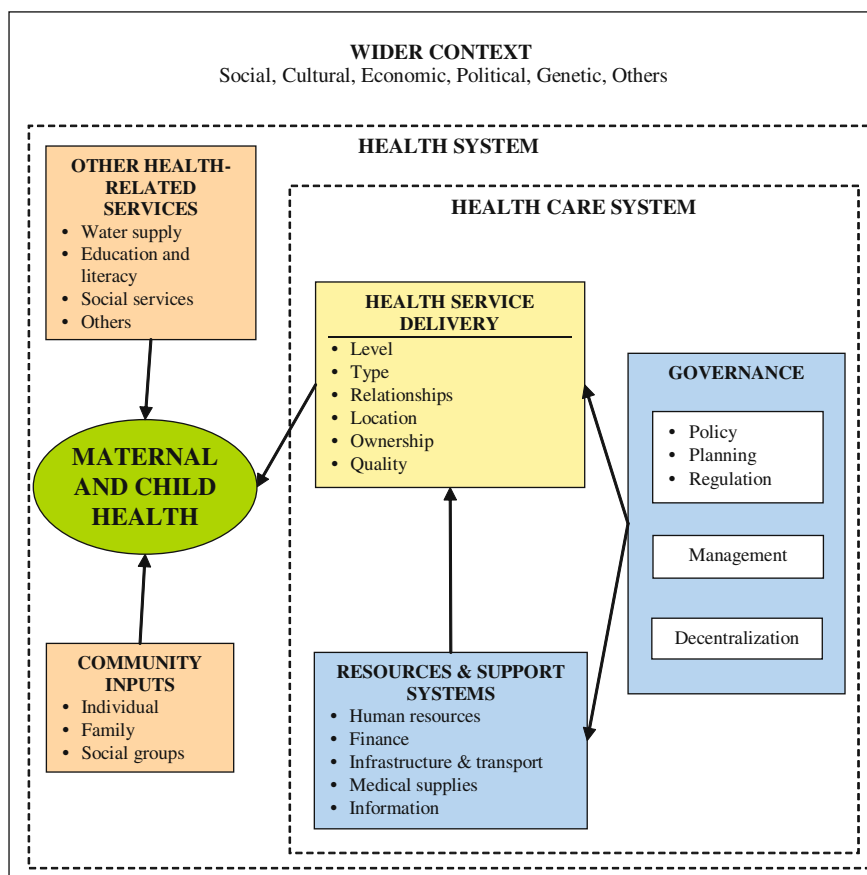 WIDER CONTEXT
Social, Cultural, Economic, Political, Genetic, Others
HEALTH SYSTEM
OTHER HEALTH-
RELATED
SERVICES
• Water supply
• Education and
literacy
• Social services
• Others
HEALTH CARE SYSTEM
HEALTH SERVICE
DELIVERY
• Level
• Type
• Relationships
• Location
• Ownership
• Quality
GOVERNANCE
• Policy
• Planning
• Regulation
Management
Decentralization
MATERNAL
AND CHILD
HEALTH
COMMUNITY
INPUTS
• Individual
• Family
• Social groups
RESOURCES & SUPPORT
SYSTEMS
• Human resources
• Finance
• Infrastructure & transport
• Medical supplies
• Information